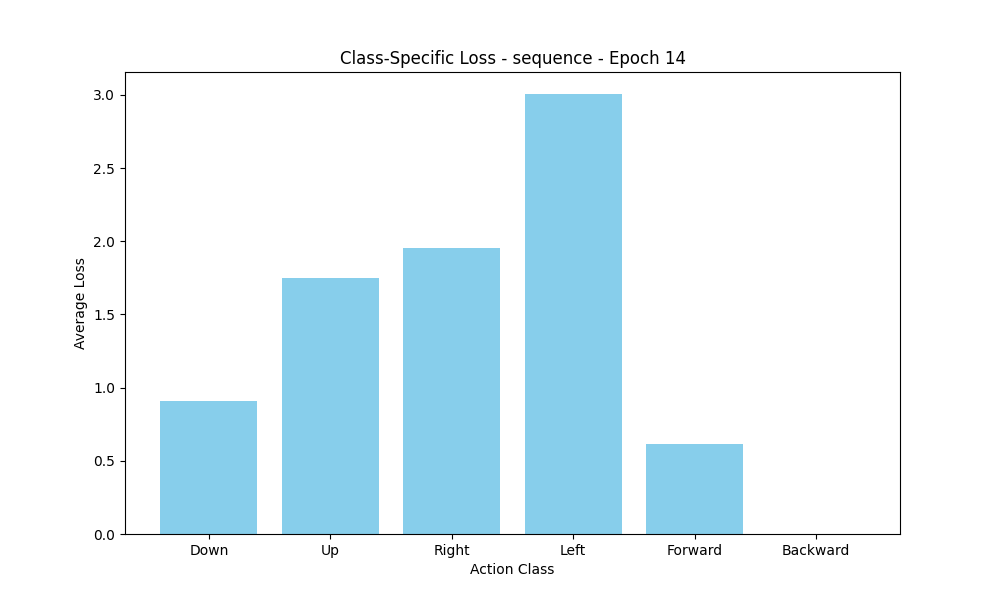 Class-Specific Loss - sequence - Epoch 14
3.0
2.5
2.0
1.5
1.0
0.5
0.0
Average Loss
Down Up Right Left Forward Backward
Action Class